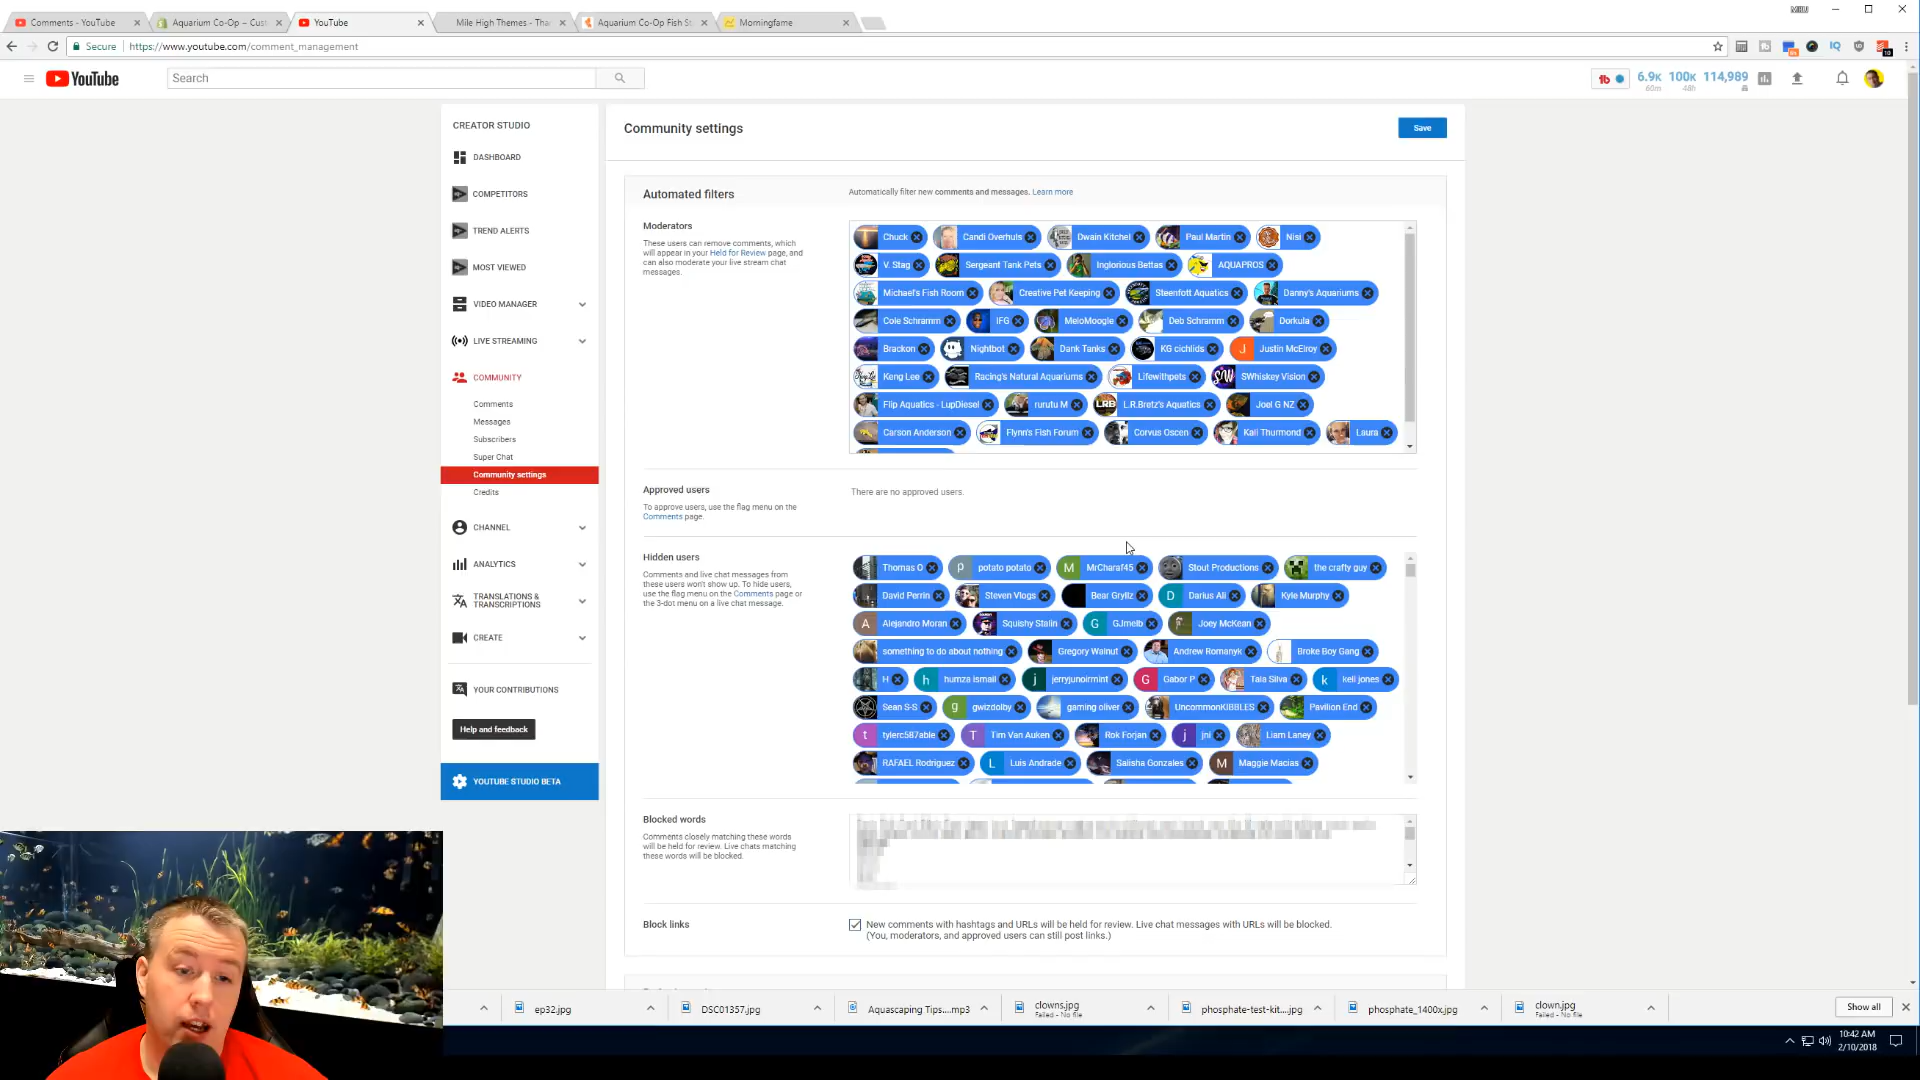 Comments - YouTube
Aquarium Co-Op – Cust
YouTube
Mile High Themes - Tha
Aquarium Co-Op Fish St
Morningfame
Secure
https://www.youtube.com/comment_management
YouTube
Search
tb
6.9K 60m
100K 48h
114,989
CREATOR STUDIO
DASHBOARD
COMPETITORS
TREND ALERTS
MOST VIEWED
VIDEO MANAGER
LIVE STREAMING
COMMUNITY
Comments
Messages
Subscribers
Super Chat
Community settings
Credits
CHANNEL
ANALYTICS
TRANSLATIONS &
TRANSCRIPTIONS
CREATE
YOUR CONTRIBUTIONS
Help and feedback
YOUTUBE STUDIO BETA
Community settings
Save
Automated filters
Automatically filter new comments and messages. Learn more
Moderators
These users can remove comments, which
will appear in your Held for Review page, and
can also moderate your live stream chat
messages.
Chuck Candi Overhuls Dwain Kitchel Paul Martin Nisi
V. Stag Sergeant Tank Pets Inglorious Bettas AQUAPROS
Michael's Fish Room Creative Pet Keeping Steenfott Aquatics Danny's Aquariums
Cole Schramm IFG MeloMoogle Deb Schramm Dorkula
Brackon Nightbot Dank Tanks KG cichlids J Justin McElroy
Keng Lee Racing's Natural Aquariums Lifewithpets SWhiskey Vision
Flip Aquatics - LupDiesel rurutu M LRB L.R.Bretz's Aquatics Joel G NZ
Carson Anderson Flynn's Fish Forum Corvus Oscen Kali Thurmond Laura
Approved users
To approve users, use the flag menu on the
Comments page.
There are no approved users.
Hidden users
Comments and live chat messages from
these users won't show up. To hide users,
use the flag menu on the Comments page or
the 3-dot menu on a live chat message.
Thomas O p potato potato M MrCharaf45 Stout Productions the crafty guy
David Perrin Steven Vlogs Bear Gryllz D Darius Ali Kyle Murphy
A Alejandro Moran Squishy Stalin G GJmelb Joey McKean
something to do about nothing Gregory Walnut Andrew Romanyk Broke Boy Gang
H h humza ismail j jerryjunoirmint G Gabor P Tala Silva k kell jones
Sean S-S g gwizdolby gaming oliver UncommonKIBBLES Pavilion End
t tylerc587able T Tim Van Auken Rok Forjan j jni Liam Laney
RAFAEL Rodriguez L Luis Andrade Salisha Gonzales M Maggie Macias
Blocked words
Comments closely matching these words
will be held for review. Live chats matching
these words will be blocked.
Block links
New comments with hashtags and URLs will be held for review. Live chat messages with URLs will be blocked.
(You, moderators, and approved users can still post links.)
ep32.jpg
DSC01357.jpg
Aquascaping Tips....mp3
clowns.jpg
Failed - No file
phosphate-test-kit....jpg
phosphate_1400x.jpg
clown.jpg
Failed - No file
Show all
10:42 AM
2/10/2018